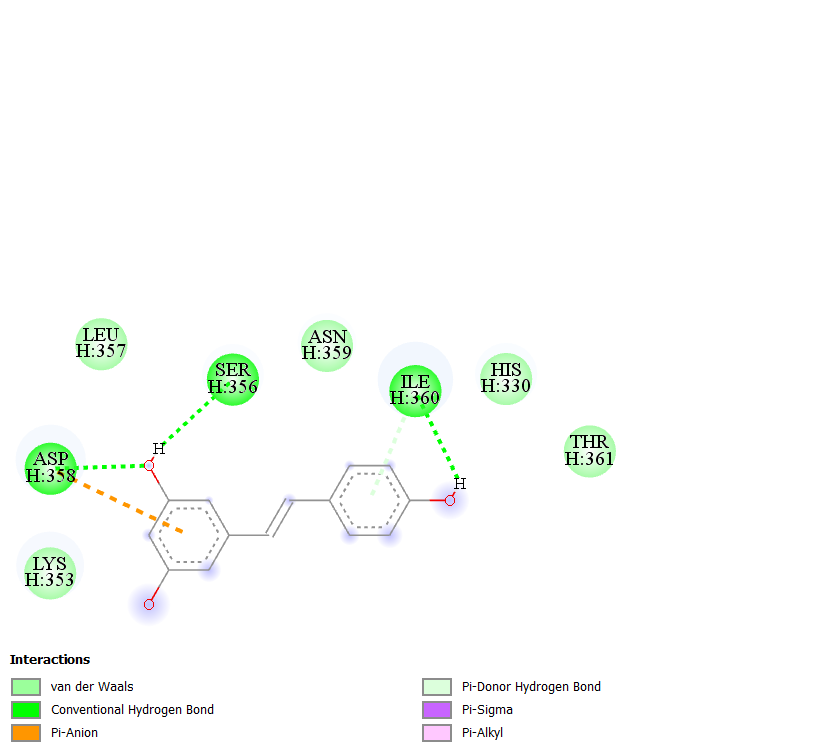 LEU
H:357
ASN
H:359
SER
H:356
ILE
H:360
HIS
H:330
THR
H:361
H
ASP
H:358
O
H
O
LYS
H:353
O
Interactions
van der Waals
Conventional Hydrogen Bond
Pi-Anion
Pi-Donor Hydrogen Bond
Pi-Sigma
Pi-Alkyl